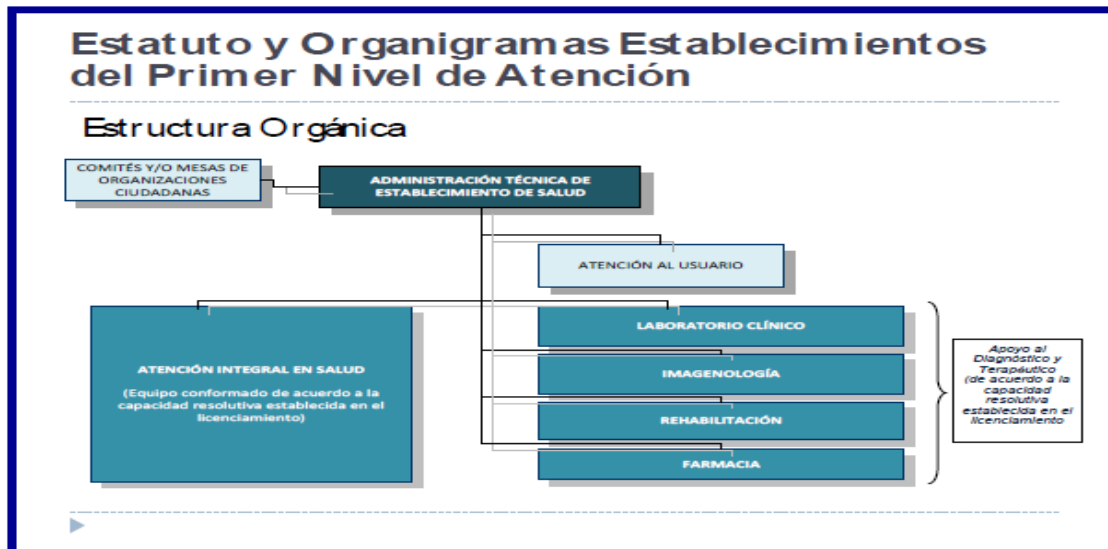 Estatuto y Organigramas Establecimientos
del Primer Nivel de Atención
Estructura Orgánica
COMITÉS Y/O MESAS DE
ORGANIZACIONES
CIUDADANAS
ADMINISTRACIÓN TÉCNICA DE
ESTABLECIMIENTO DE SALUD
ATENCIÓN AL USUARIO
ATENCIÓN INTEGRAL EN SALUD
(Equipo conformado de acuerdo a la
capacidad resolutiva establecida en el
licenciamiento)
LABORATORIO CLÍNICO
IMAGENOLOGÍA
REHABILITACIÓN
FARMACIA
Apoyo al
Diagnóstico y
Terapéutico
(de acuerdo a la
capacidad
resolutiva
establecida en el
licenciamiento